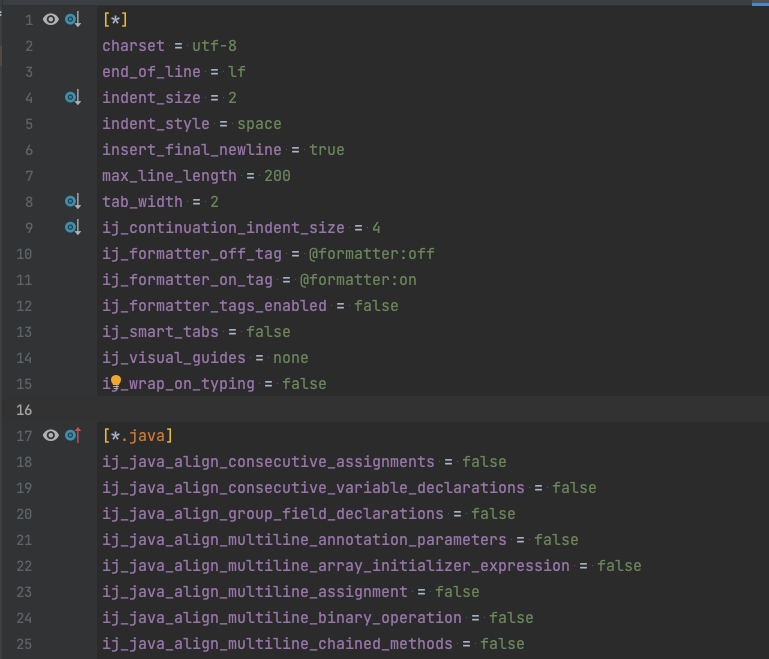 1 [*]
2 charset = utf-8
3 end_of_line = lf
4 indent_size = 2
5 indent_style = space
6 insert_final_newline = true
7 max_line_length = 200
8 tab_width = 2
9 ij_continuation_indent_size = 4
10 ij_formatter_off_tag = @formatter:off
11 ij_formatter_on_tag = @formatter:on
12 ij_formatter_tags_enabled = false
13 ij_smart_tabs = false
14 ij_visual_guides = none
15 ij_wrap_on_typing = false
16
17 [*.java]
18 ij_java_align_consecutive_assignments = false
19 ij_java_align_consecutive_variable_declarations = false
20 ij_java_align_group_field_declarations = false
21 ij_java_align_multiline_annotation_parameters = false
22 ij_java_align_multiline_array_initializer_expression = false
23 ij_java_align_multiline_assignment = false
24 ij_java_align_multiline_binary_operation = false
25 ij_java_align_multiline_chained_methods = false